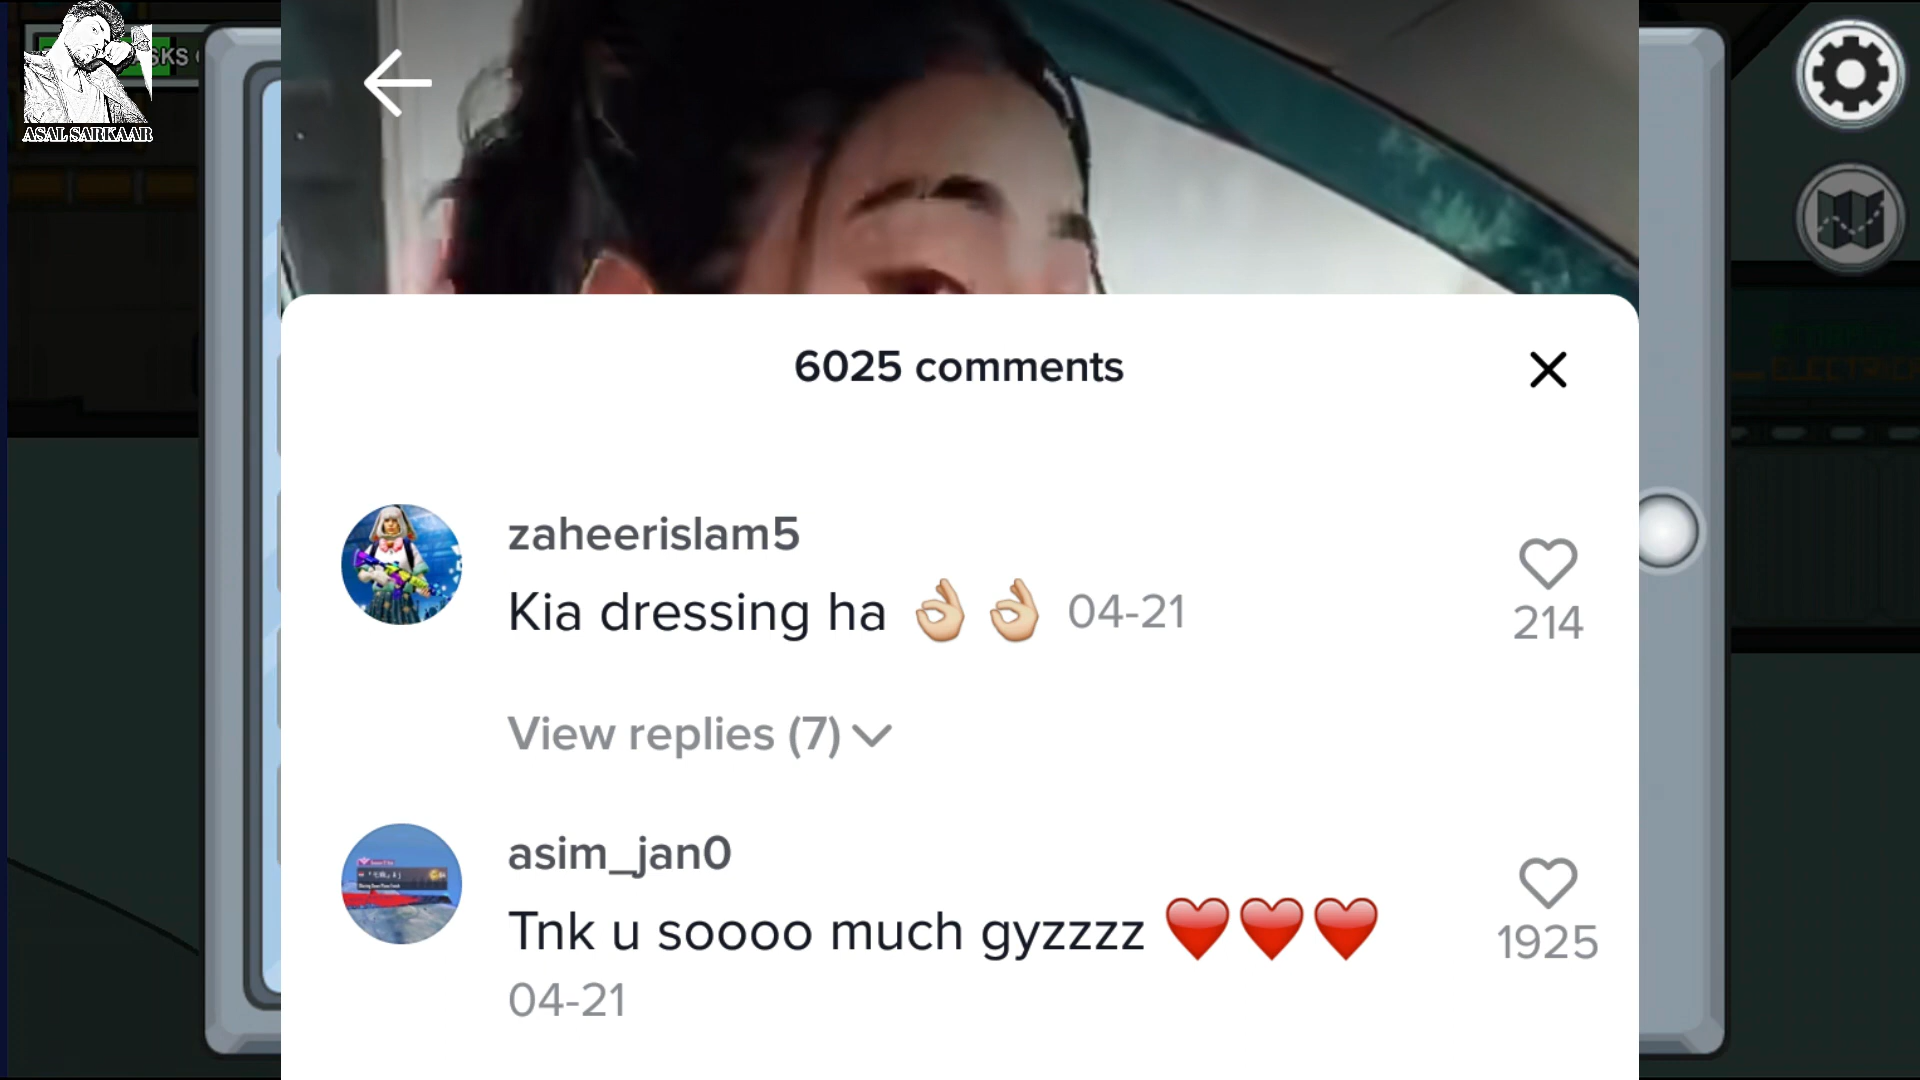 SKS
ASAL SARKAAR
6025 comments
zaheerislam5
Kia dressing ha 👌🏼 👌🏼 04-21
214
View replies (7)
asim_jan0
Tnk u soooo much gyzzzz ❤️❤️❤️
1925
04-21